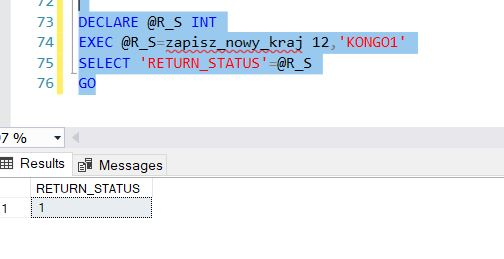 72
73 DECLARE @R_S INT
74 EXEC @R_S=zapisz_nowy_kraj 12,'KONGO1'
75 SELECT 'RETURN_STATUS'=@R_S
76 GO
97 %
Results Messages
RETURN_STATUS
1 1